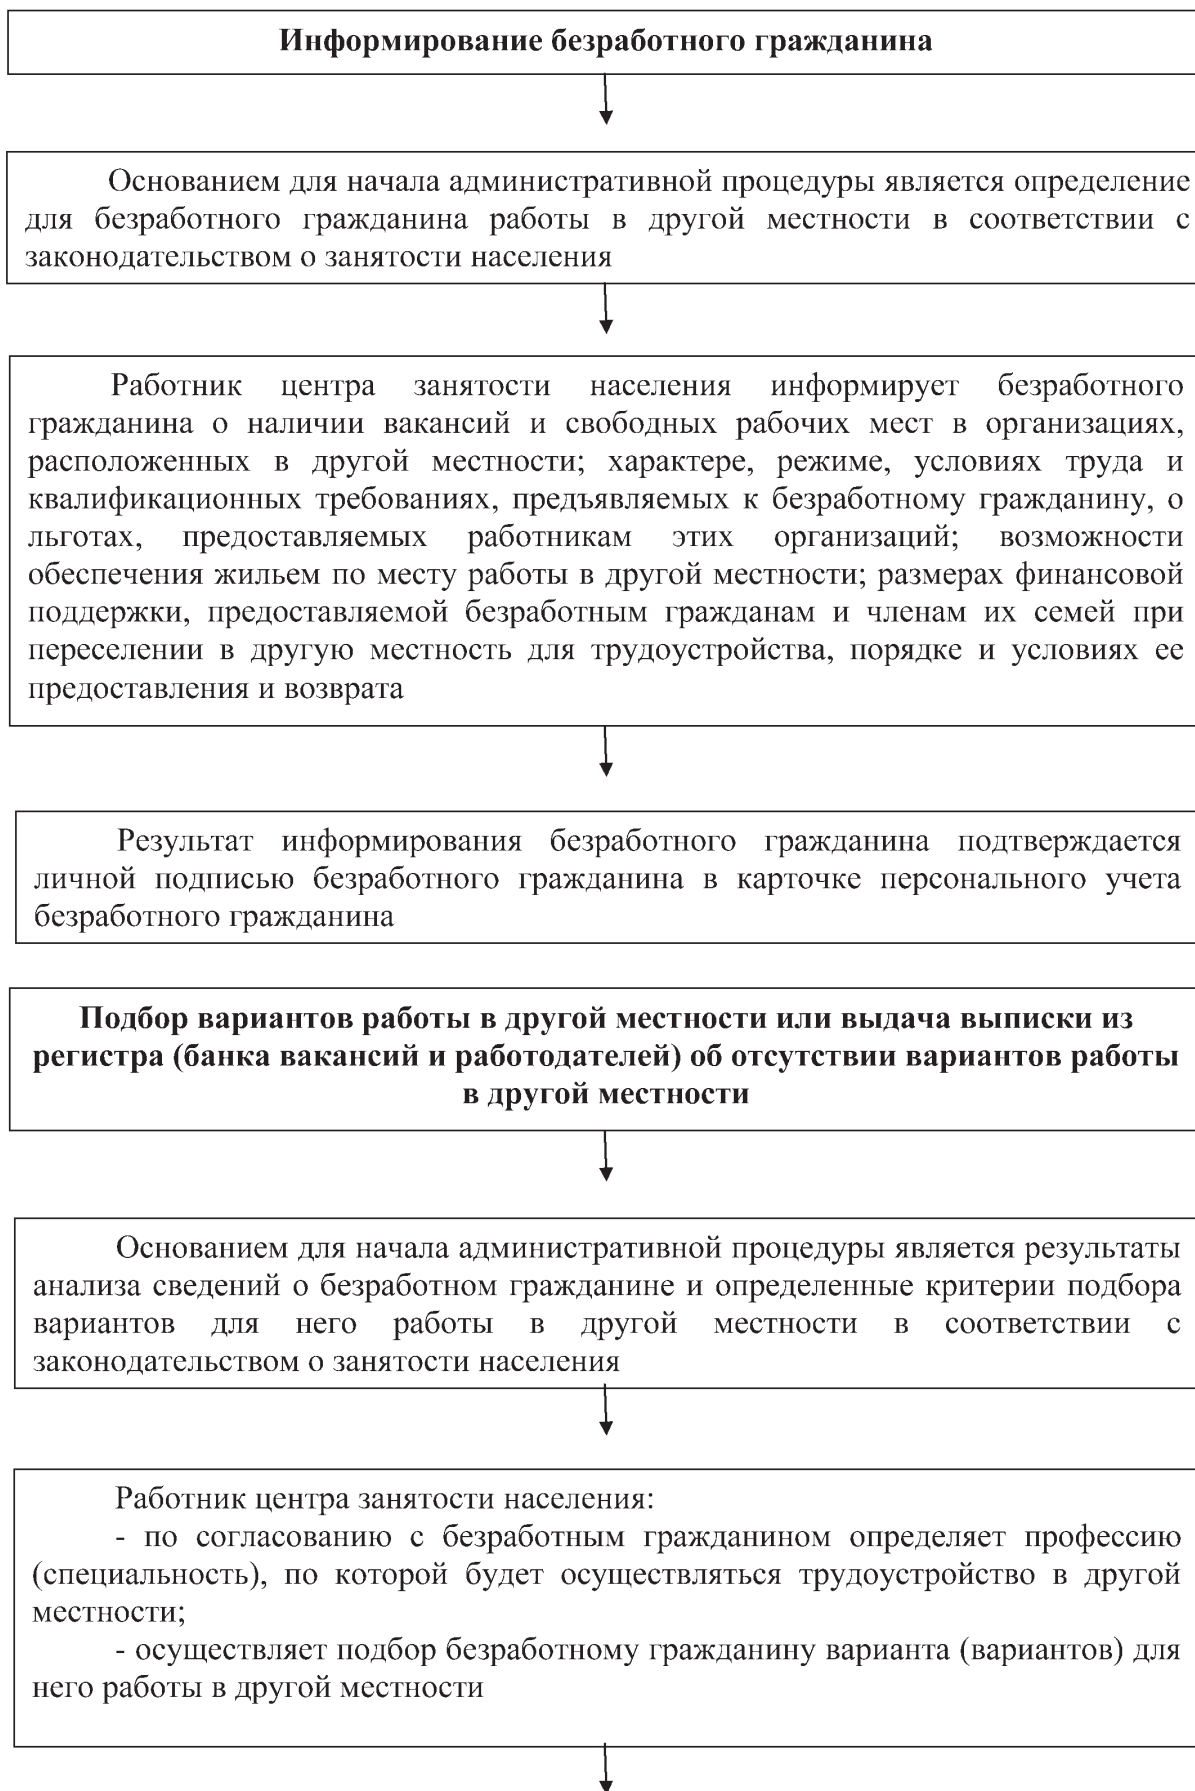 Информирование безработного гражданина
Основанием для начала административной процедуры является определение
для безработного гражданина работы в другой местности в соответствии с
законодательством о занятости населения
Работник центра занятости населения информирует безработного
гражданина о наличии вакансий и свободных рабочих мест в организациях,
расположенных в другой местности; характере, режиме, условиях труда и
квалификационных требованиях, предъявляемых к безработному гражданину, о
льготах, предоставляемых работникам этих организаций; возможности
обеспечения жильем по месту работы в другой местности; размерах финансовой
поддержки, предоставляемой безработным гражданам и членам их семей при
переселении в другую местность для трудоустройства, порядке и условиях ее
предоставления и возврата
Результат информирования безработного гражданина подтверждается
личной подписью безработного гражданина в карточке персонального учета
безработного гражданина
Подбор вариантов работы в другой местности или выдача выписки из
регистра (банка вакансий и работодателей) об отсутствии вариантов работы
в другой местности
Основанием для начала административной процедуры является результаты
анализа сведений о безработном гражданине и определенные критерии подбора
вариантов для него работы в другой местности в соответствии с
законодательством о занятости населения
Работник центра занятости населения:
- по согласованию с безработным гражданином определяет профессию
(специальность), по которой будет осуществляться трудоустройство в другой
местности;
- осуществляет подбор безработному гражданину варианта (вариантов) для
него работы в другой местности